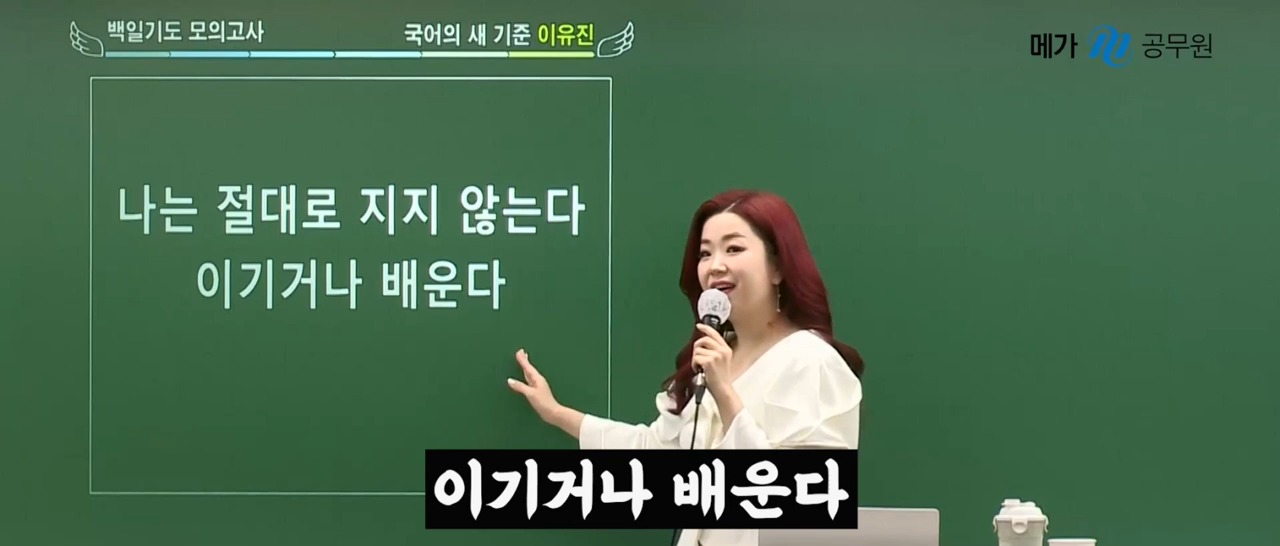 백일기도 모의고사
국어의 새 기준 이유진
메가 공무원
나는 절대로 지지 않는다
이기거나 배운다
이기거나 배운다